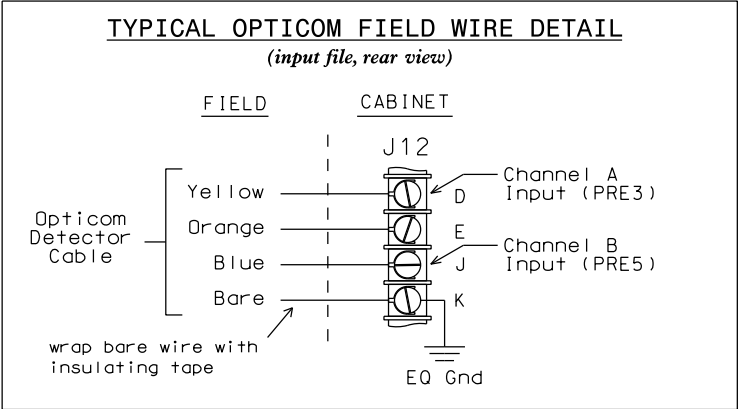 TYPICAL OPTICOM FIELD WIRE DETAIL
(input file, rear view)
FIELD
CABINET
J12
Yellow
D
Channel A
Input (PRE3)
Orange
E
Opticom
Detector
Cable
Blue
J
Channel B
Input (PRE5)
Bare
K
wrap bare wire with
insulating tape
EQ Gnd